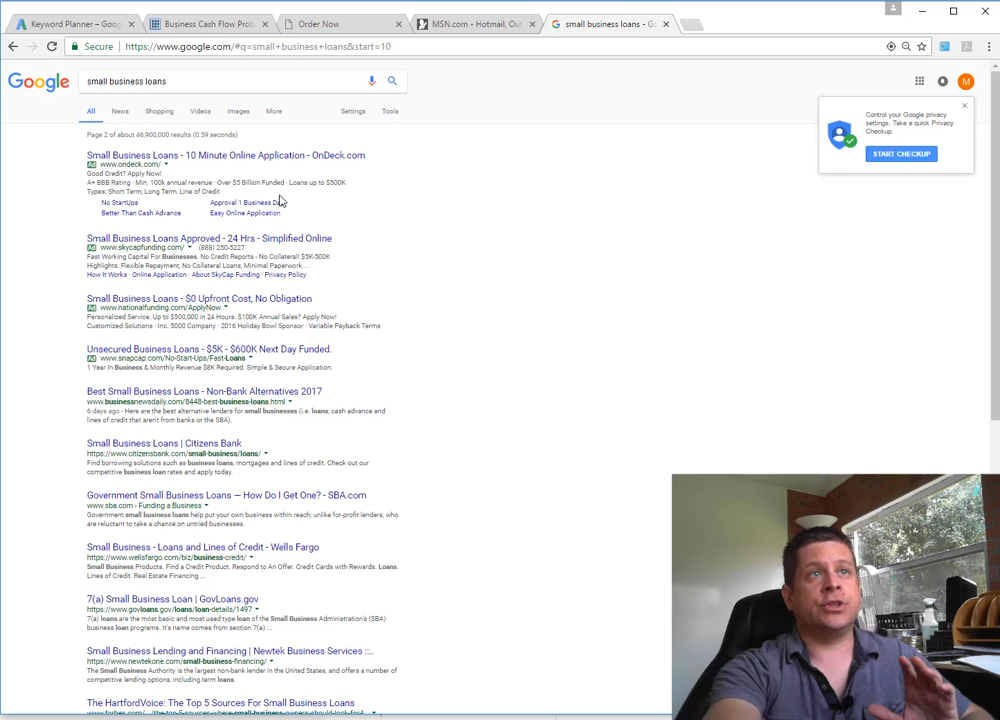 Keyword Planner – Goog
Business Cash Flow Prob
Order Now
MSN.com - Hotmail, Out
small business loans - Go
Secure
https://www.google.com/#q=small+business+loans&start=10
Google
small business loans
M
All
News
Shopping
Videos
Images
More
Settings
Tools
Control your Google privacy
settings. Take a quick Privacy
Checkup.
START CHECKUP
Page 2 of about 46,900,000 results (0.59 seconds)
Small Business Loans - 10 Minute Online Application - OnDeck.com
Ad www.ondeck.com/
Good Credit? Apply Now!
A+ BBB Rating · Min. 100k annual revenue · Over $5 Billion Funded · Loans up to $500K
Types: Short Term, Long Term, Line of Credit
No StartUps
Approval 1 Business
Better Than Cash Advance
Easy Online Application
Small Business Loans Approved - 24 Hrs - Simplified Online
Ad www.skycapfunding.com/ (888) 250-5227
Fast Working Capital For Businesses. No Credit Reports - No Collateral! $5K-500K
Highlights: Flexible Repayment, No Collateral Loans, Minimal Paperwork...
How It Works · Online Application · About SkyCap Funding · Privacy Policy
Small Business Loans - $0 Upfront Cost, No Obligation
Ad www.nationalfunding.com/ApplyNow
Personalized Service. Up to $500,000 in 24 Hours. $100K Annual Sales? Apply Now!
Customized Solutions · Inc. 5000 Company · 2016 Holiday Bowl Sponsor · Variable Payback Terms
Unsecured Business Loans - $5K - $600K Next Day Funded.
Ad www.snapcap.com/No-Start-Ups/Fast-Loans
1 Year In Business & Monthly Revenue $8K Required. Simple & Secure Application.
Best Small Business Loans - Non-Bank Alternatives 2017
www.businessnewsdaily.com/8448-best-business-loans.html
6 days ago - Here are the best alternative lenders for small businesses (i.e. loans, cash advance and
lines of credit that aren't from banks or the SBA).
Small Business Loans | Citizens Bank
https://www.citizensbank.com/small-business/loans/
Find borrowing solutions such as business loans, mortgages and lines of credit. Check out our
competitive business loan rates and apply today.
Government Small Business Loans — How Do I Get One? - SBA.com
www.sba.com › Funding a Business
Government small business loans help put your own business within reach; unlike for-profit lenders, who
are reluctant to take a chance on untried businesses.
Small Business - Loans and Lines of Credit - Wells Fargo
https://www.wellsfargo.com/biz/business-credit/
Small Business Products. Find a Credit Product. Respond to An Offer. Credit Cards with Rewards. Loans.
Lines of Credit. Real Estate Financing ...
7(a) Small Business Loan | GovLoans.gov
https://www.govloans.gov/loans/loan-details/1497
7(a) loans are the most basic and most used type loan of the Small Business Administration's (SBA)
business loan programs. It's name comes from section 7(a) ...
Small Business Lending and Financing | Newtek Business Services ::..
https://www.newtekone.com/small-business-financing/
The Small Business Authority is the largest non-bank lender in the United States, and offers a number of
competitive lending options, including term loans.
The HartfordVoice: The Top 5 Sources For Small Business Loans